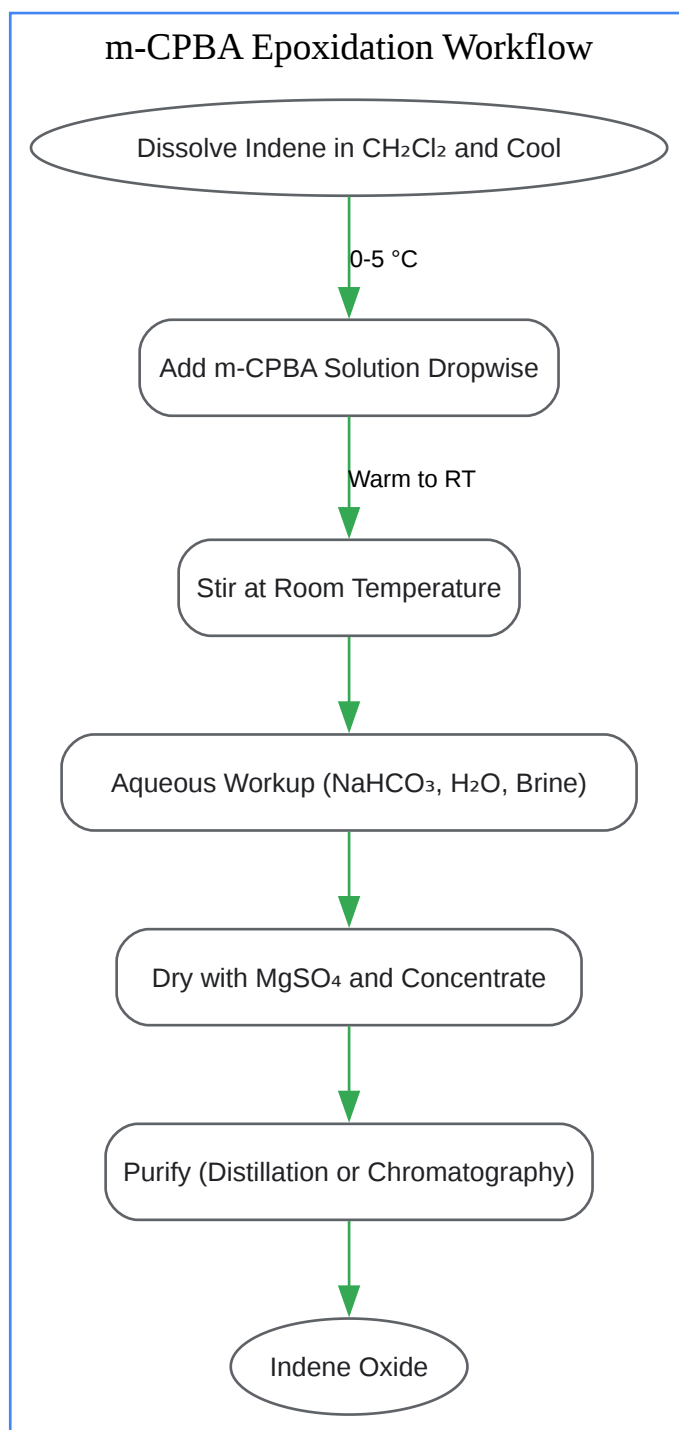 m-CPBA Epoxidation Workflow
Dissolve Indene in CH₂Cl₂ and Cool
0-5 °C
Add m-CPBA Solution Dropwise
Warm to RT
Stir at Room Temperature
Aqueous Workup (NaHCO₃, H₂O, Brine)
Dry with MgSO₄ and Concentrate
Purify (Distillation or Chromatography)
Indene Oxide